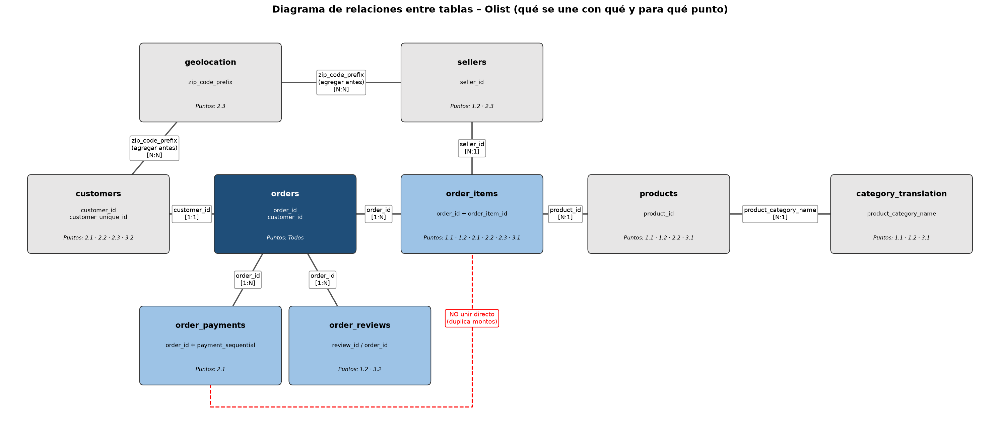 Diagrama de relaciones entre tablas – Olist (qué se une con qué y para qué punto)
geolocation
zip_code_prefix
Puntos: 2.3
zip_code_prefix
(agregar antes)
[N:N]
sellers
seller_id
Puntos: 1.2 · 2.3
zip_code_prefix
(agregar antes)
[N:N]
seller_id
[N:1]
customers
customer_id
customer_unique_id
Puntos: 2.1 · 2.2 · 2.3 · 3.2
customer_id
[1:1]
orders
order_id
customer_id
Puntos: Todos
order_id
[1:N]
order_items
order_id + order_item_id
Puntos: 1.1 · 1.2 · 2.1 · 2.2 · 2.3 · 3.1
product_id
[N:1]
products
product_id
Puntos: 1.1 · 1.2 · 2.2 · 3.1
product_category_name
[N:1]
category_translation
product_category_name
Puntos: 1.1 · 1.2 · 3.1
order_id
[1:N]
order_id
[1:N]
order_payments
order_id + payment_sequential
Puntos: 2.1
order_reviews
review_id / order_id
Puntos: 1.2 · 3.2
NO unir directo
(duplica montos)